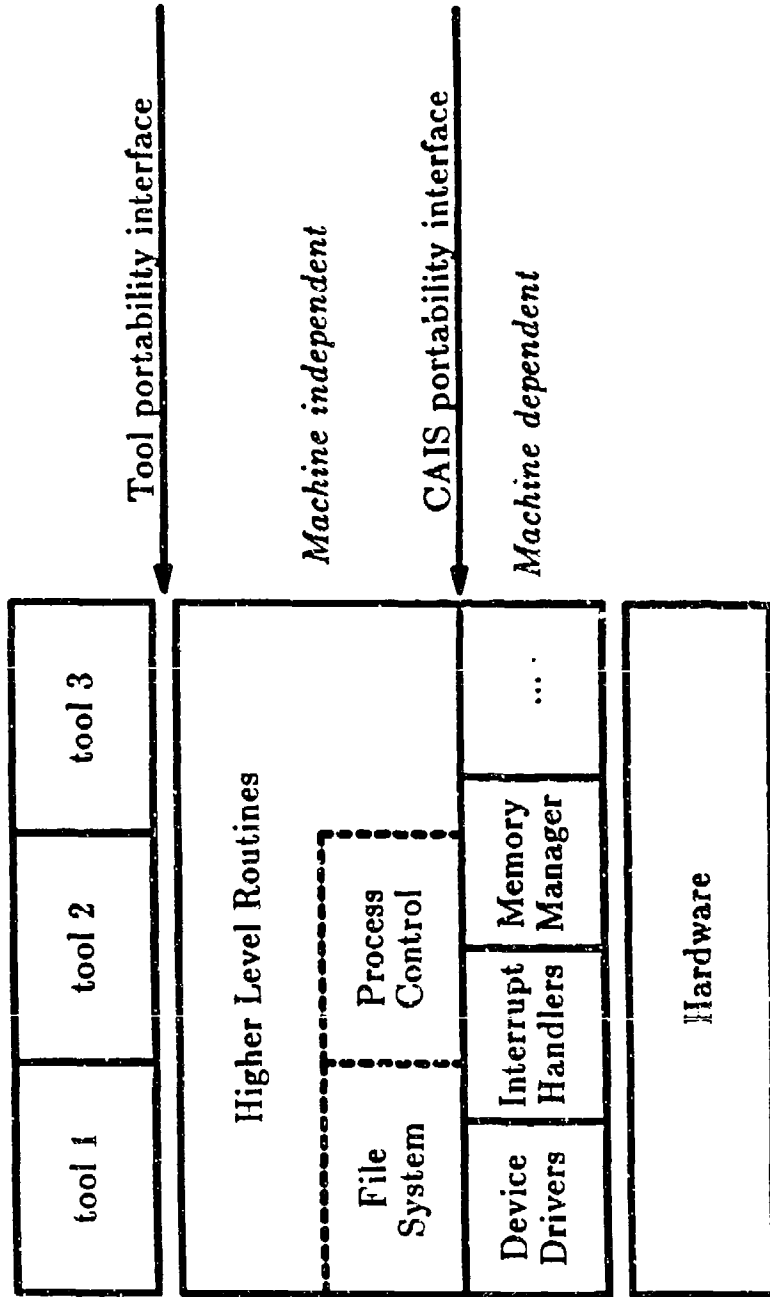 tool 1
tool 2
tool 3
Tool portability interface
Higher Level Routines
Machine independent
File
System
Process
Control
CAIS portability interface
Device
Drivers
Interrupt
Handlers
Memory
Manager
....
Machine dependent
Hardware